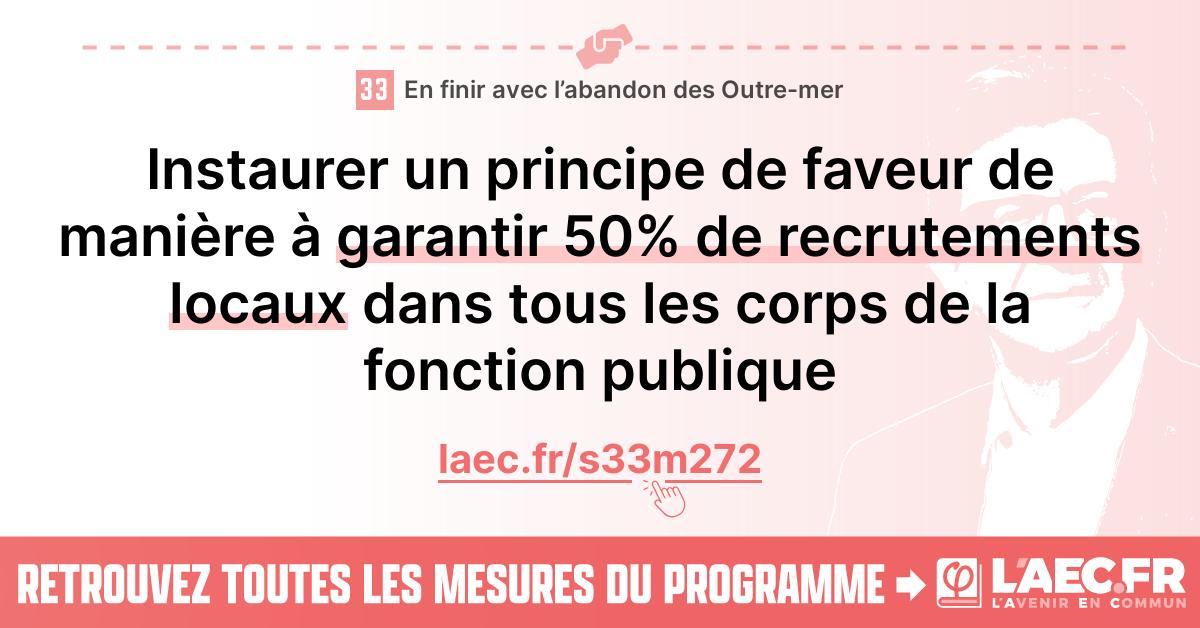 33 En finir avec l’abandon des Outre-mer
Instaurer un principe de faveur de
manière à garantir 50% de recrutements
locaux dans tous les corps de la
fonction publique
laec.fr/s33m272
RETROUVEZ TOUTES LES MESURES DU PROGRAMME
φ L'AEC.FR
L'AVENIR EN COMMUN